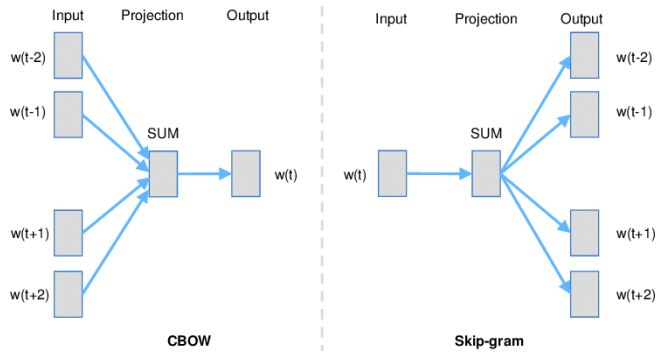 Input Projection Output
w(t-2)
w(t-1)
SUM
w(t)
w(t+1)
w(t+2)
CBOW
Input Projection Output
w(t-2)
w(t-1)
SUM
w(t)
w(t+1)
w(t+2)
Skip-gram